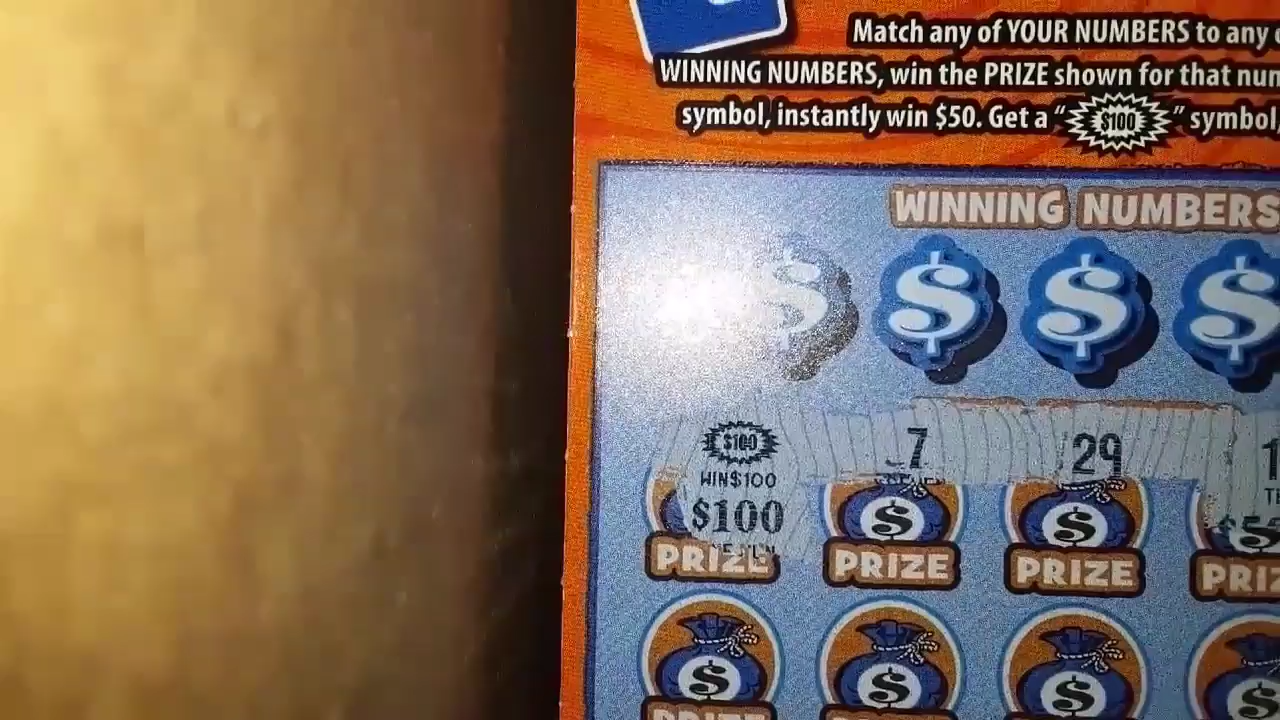 Match any of YOUR NUMBERS to any
WINNING NUMBERS, win the PRIZE shown for that
symbol, instantly win $50. Get a "$100" symbol
WINNING NUMBERS
$ $ $ $
$100 7 29
WIN$100
$100
PRIZE PRIZE PRIZE
$ $ $ $